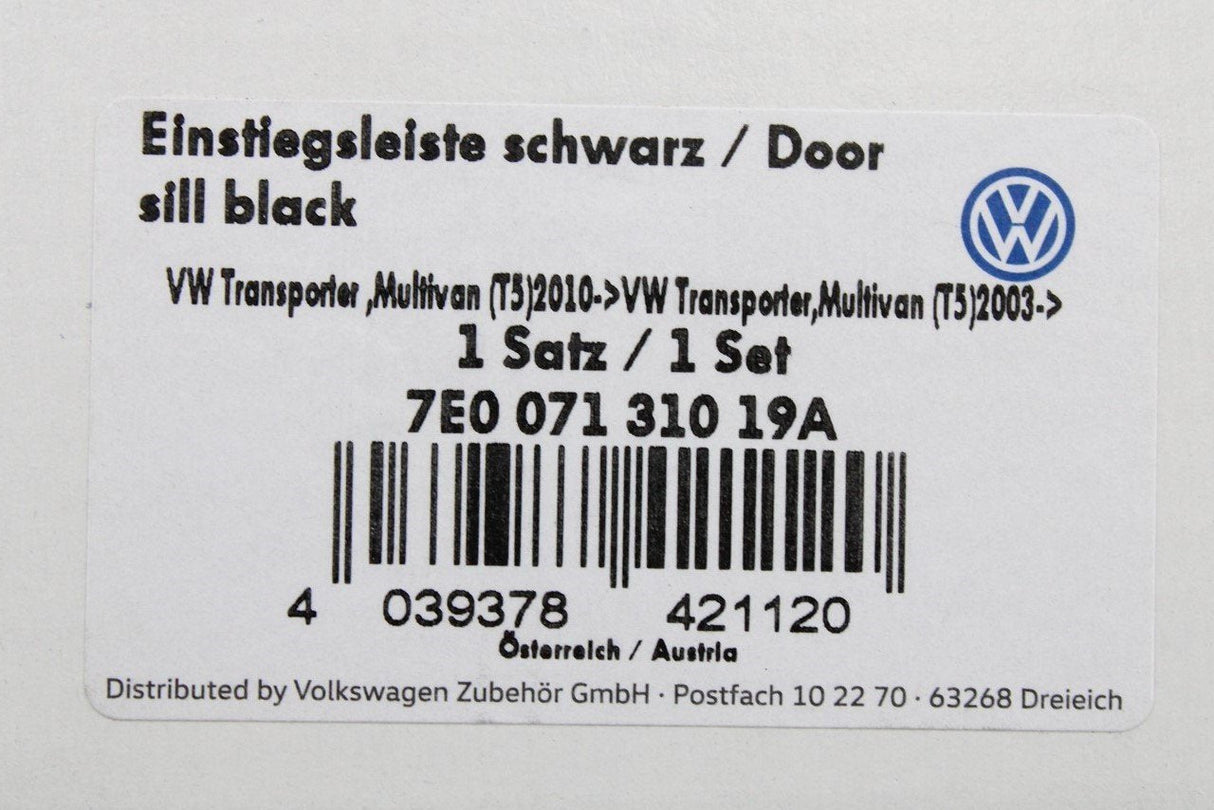 Einstiegsleiste schwarz / Door
sill black
VW Transporter ,Multivan (T5)2010->VW Transporter,Multivan (T5)2003->
1 Satz / 1 Set
7E0 071 310 19A
4 039378 421120
Österreich / Austria
Distributed by Volkswagen Zubehör GmbH · Postfach 10 22 70 · 63268 Dreieich